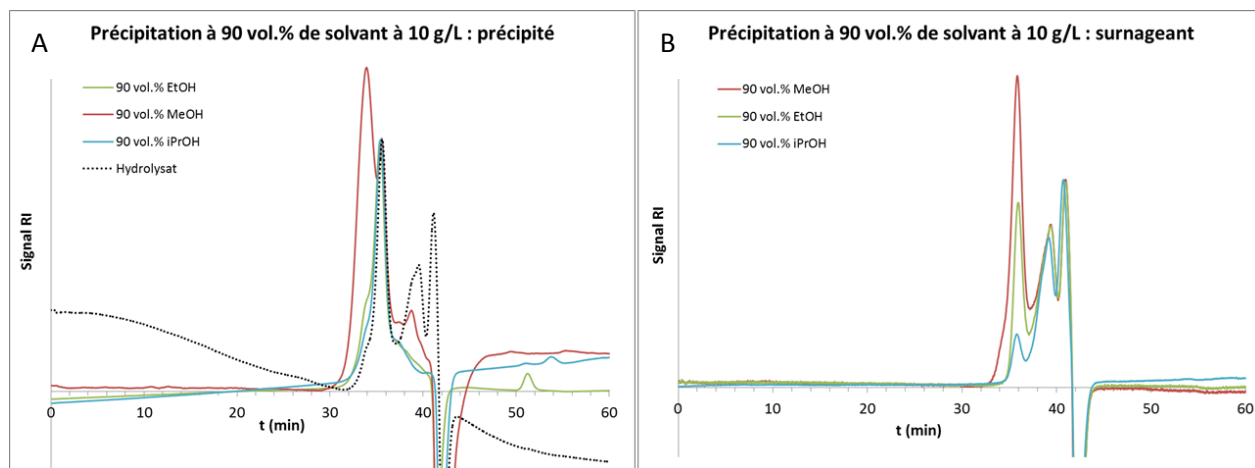 A
Précipitation à 90 vol.% de solvant à 10 g/L : précipité
90 vol.% EtOH
90 vol.% MeOH
90 vol.% iPrOH
Hydrolysat
Signal RI
0 10 20 30 40 50 60
t (min)
B
Précipitation à 90 vol.% de solvant à 10 g/L : surnageant
90 vol.% MeOH
90 vol.% EtOH
90 vol.% iPrOH
Signal RI
0 10 20 30 40 50 60
t (min)